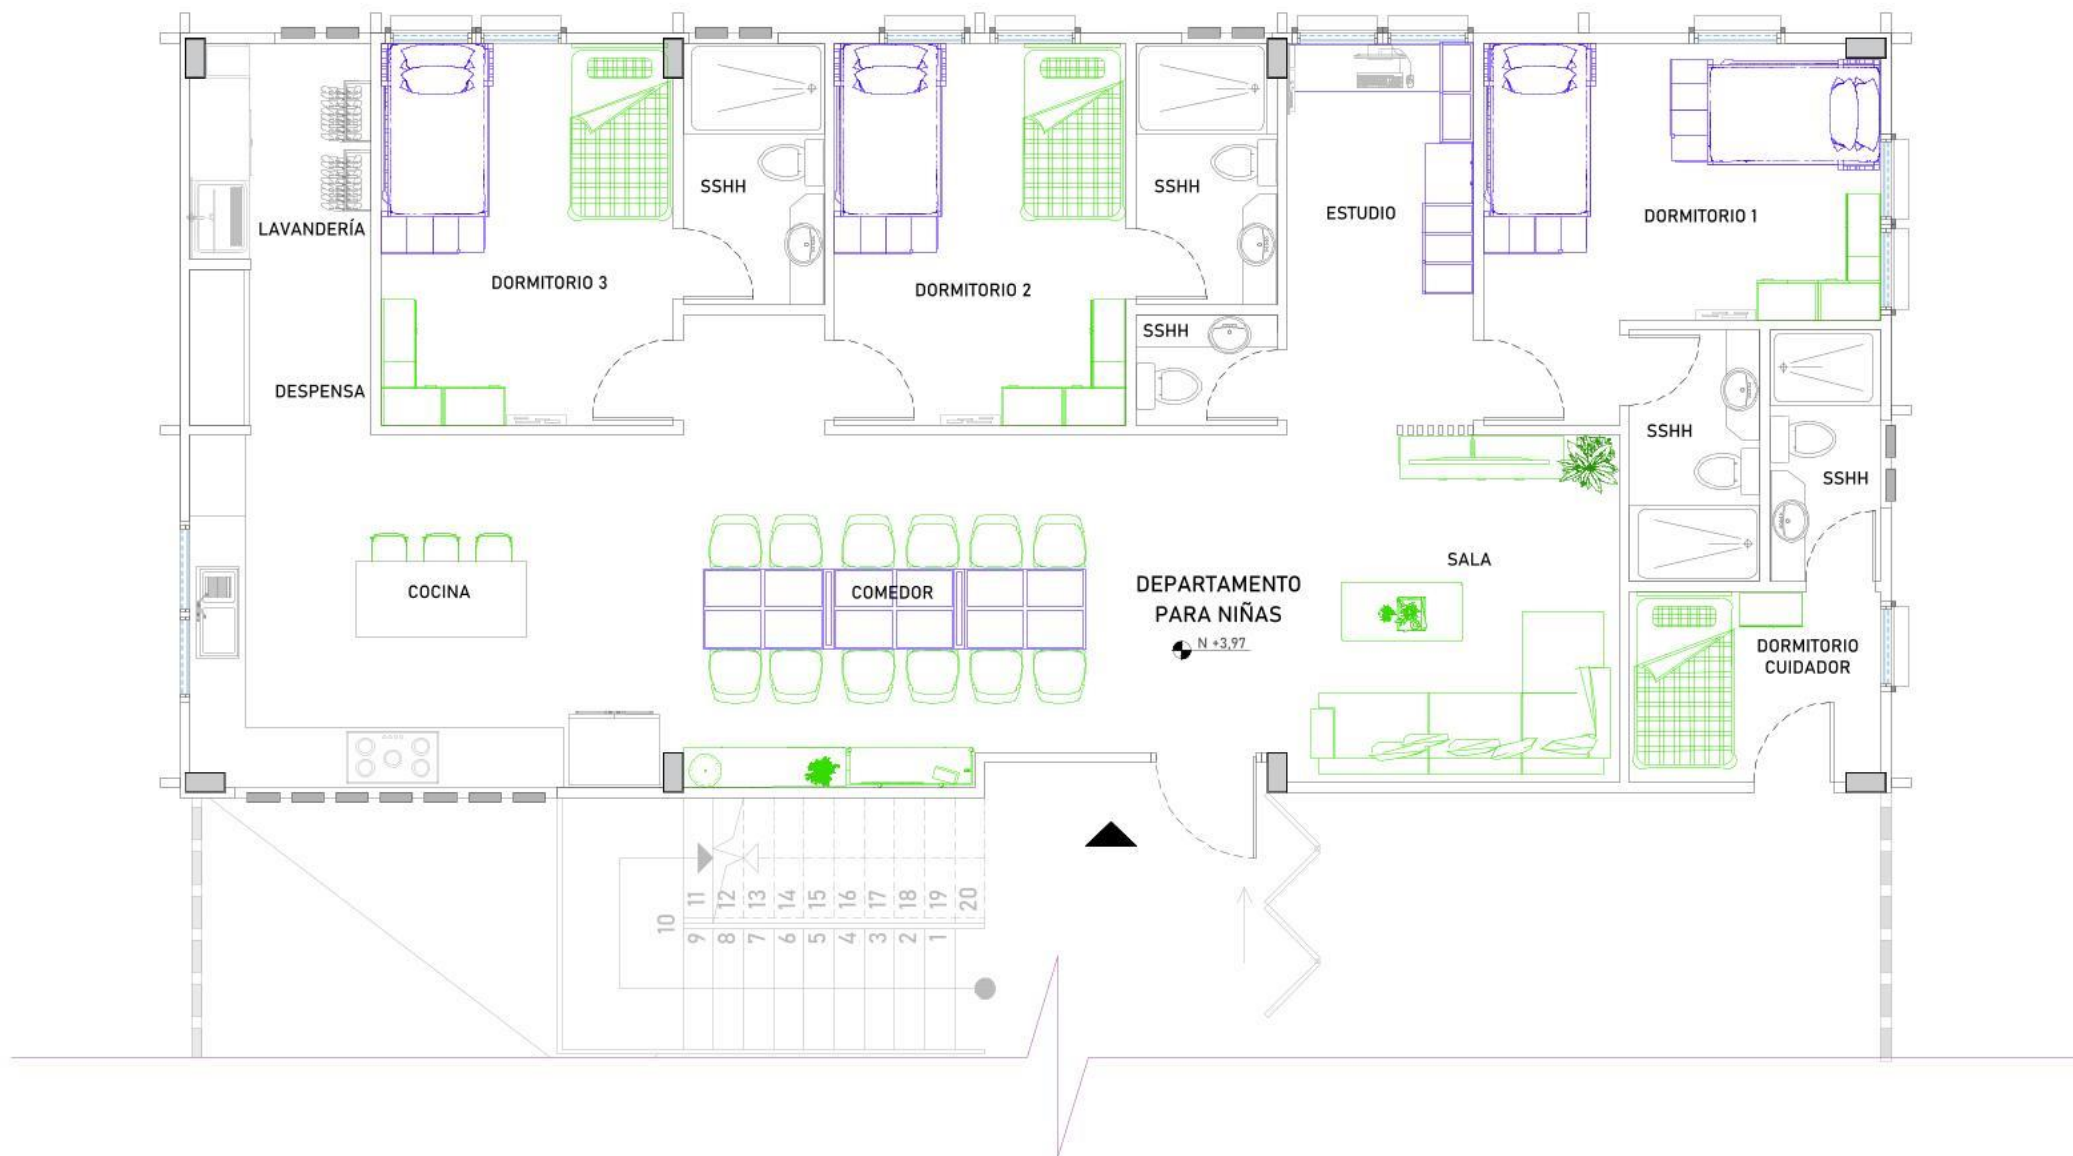 SSHH
SSHH
ESTUDIO
DORMITORIO 1
LAVANDERÍA
DORMITORIO 3
DORMITORIO 2
SSHH
DESPENSA
SSHH
SSHH
COCINA
COMEDOR
SALA
DEPARTAMENTO
PARA NIÑAS
N +3,97
DORMITORIO
CUIDADOR
10
11 12 13 14 15 16 17 18 19 20
9 8 7 6 5 4 3 2 1